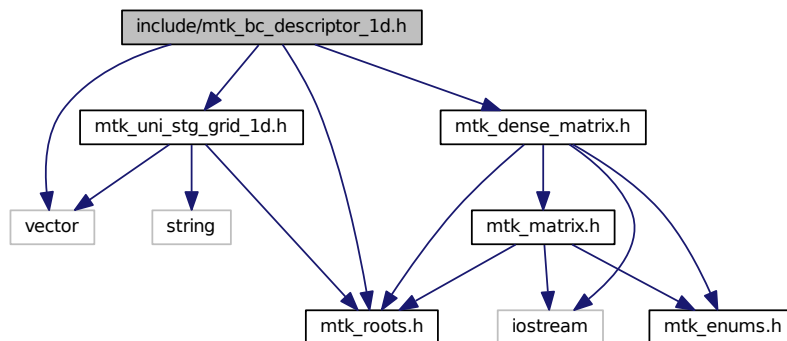 include/mtk_bc_descriptor_1d.h
mtk_uni_stg_grid_1d.h
mtk_dense_matrix.h
vector
string
mtk_matrix.h
mtk_roots.h
iostream
mtk_enums.h